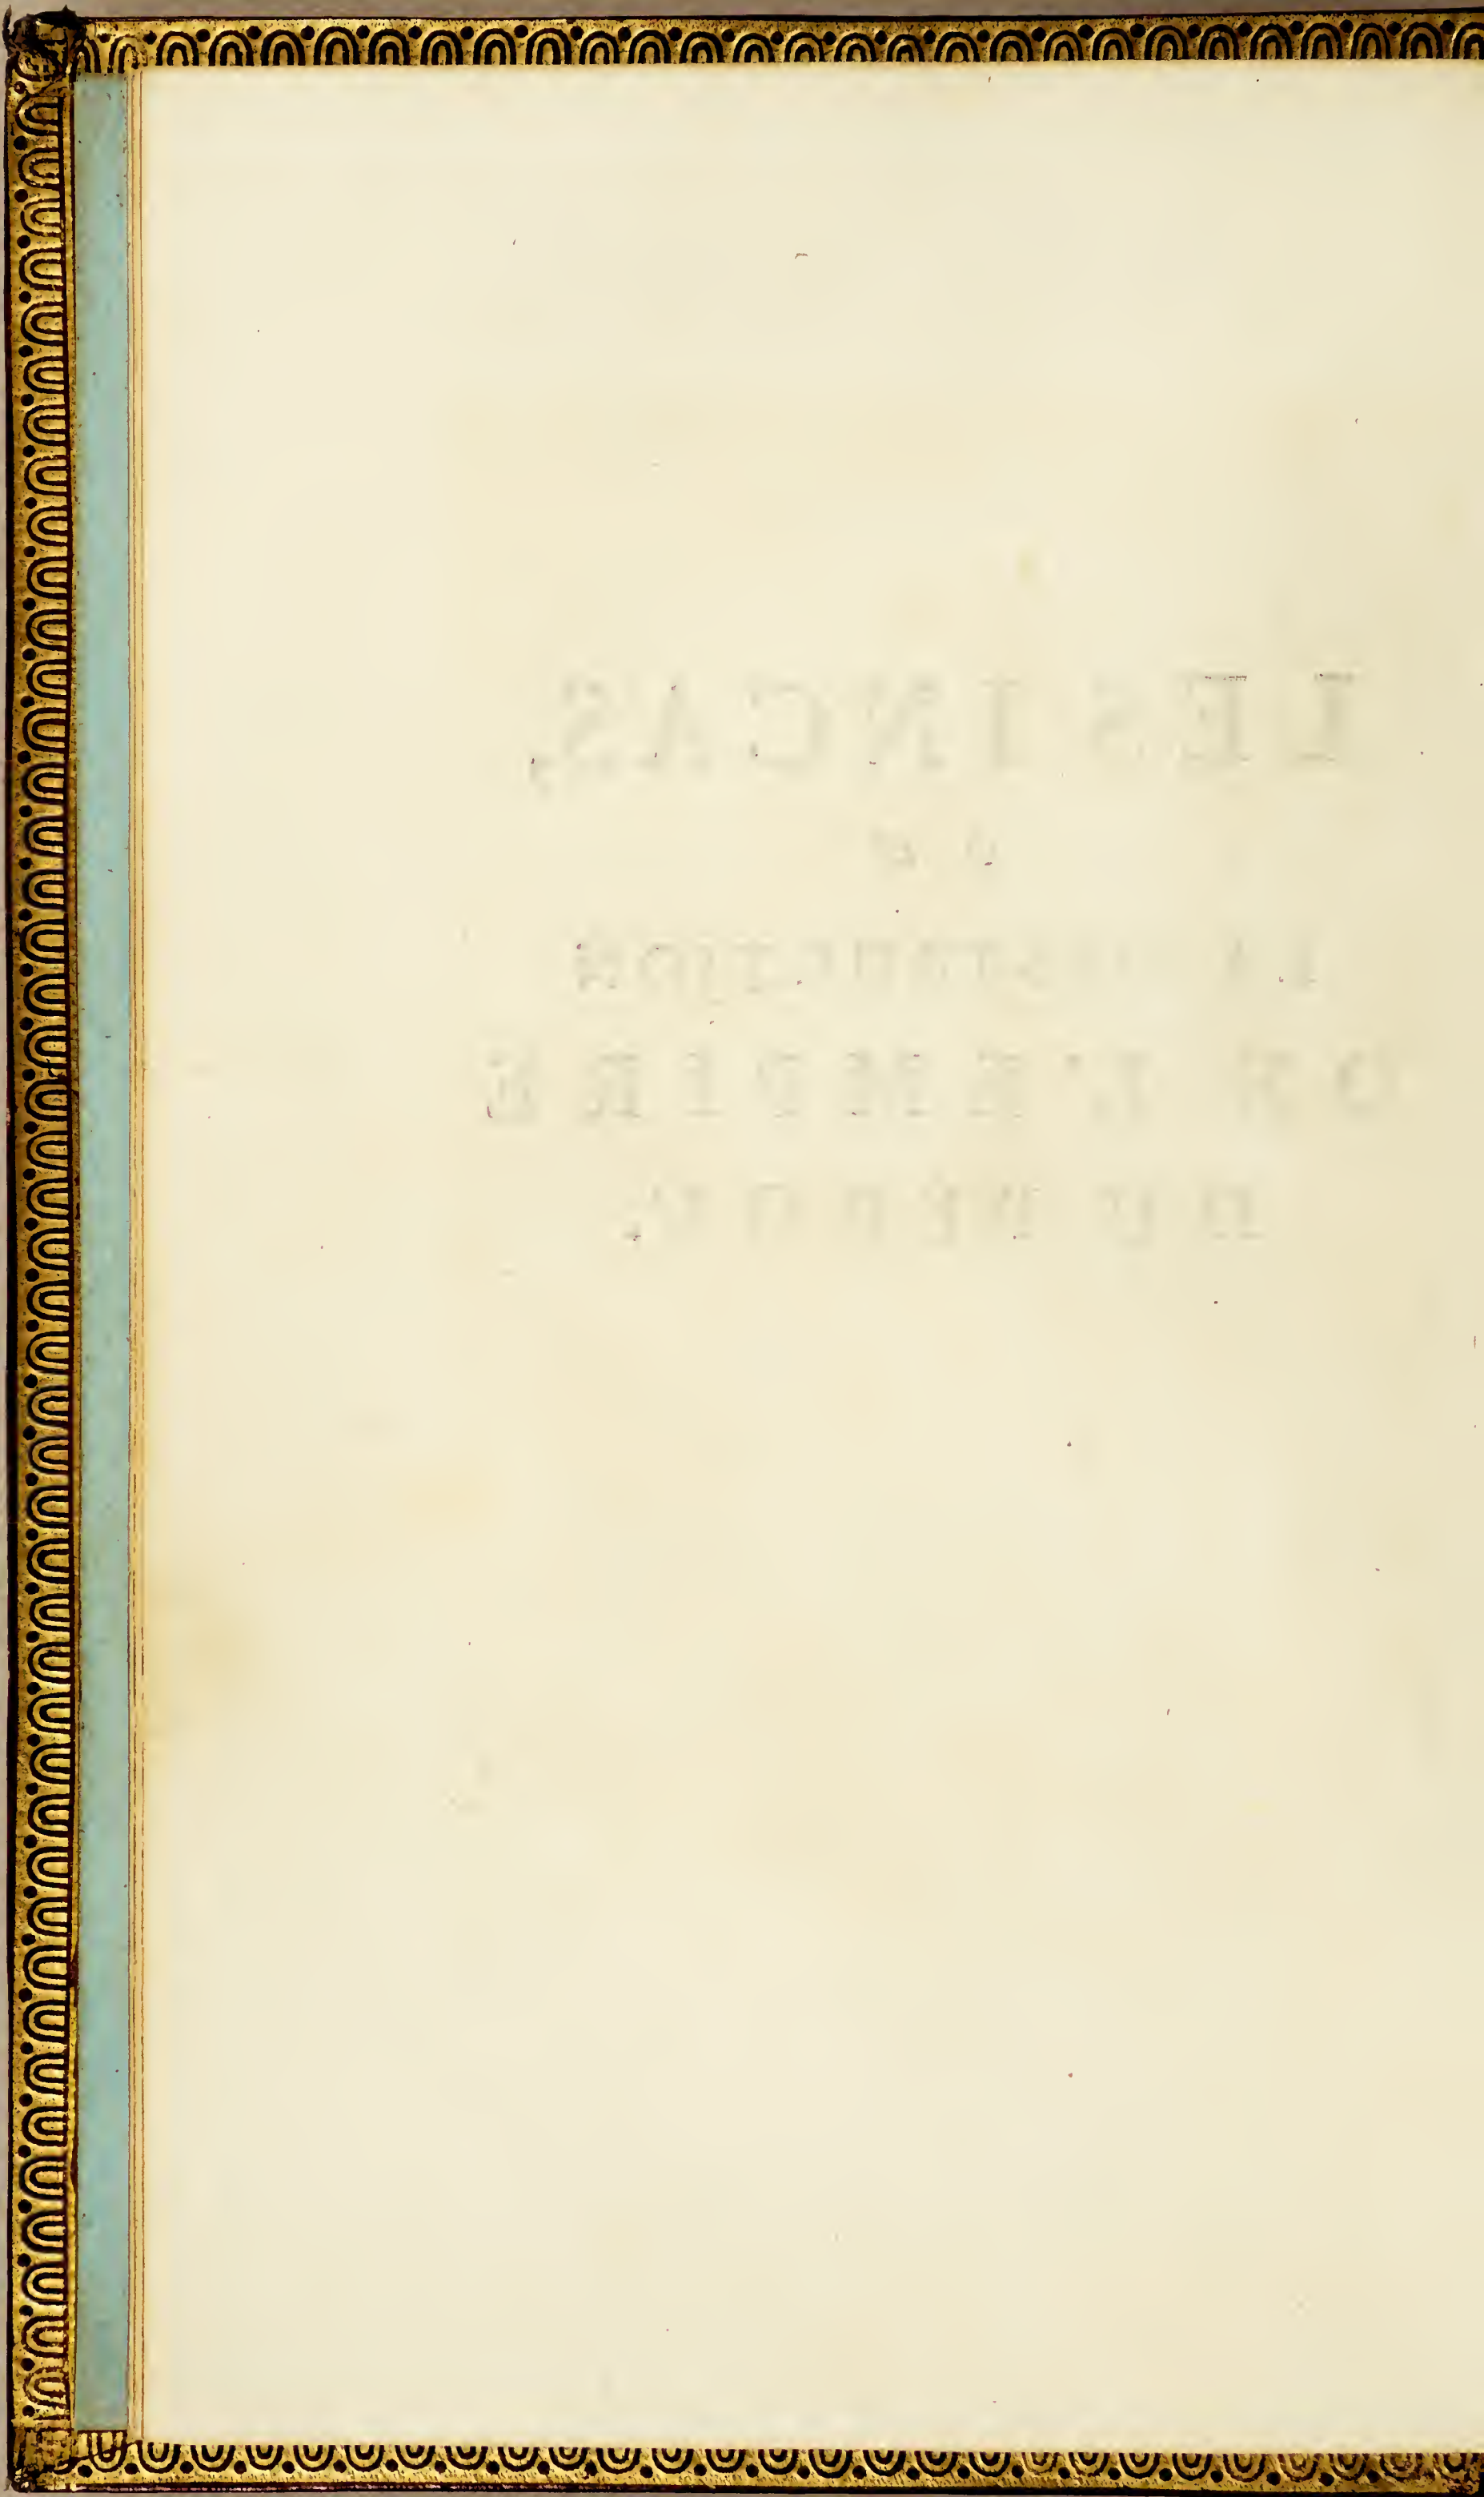 LES INCAS,
OU
LA DESTRUCTION
DE L'EMPIRE
DU PÉROU.